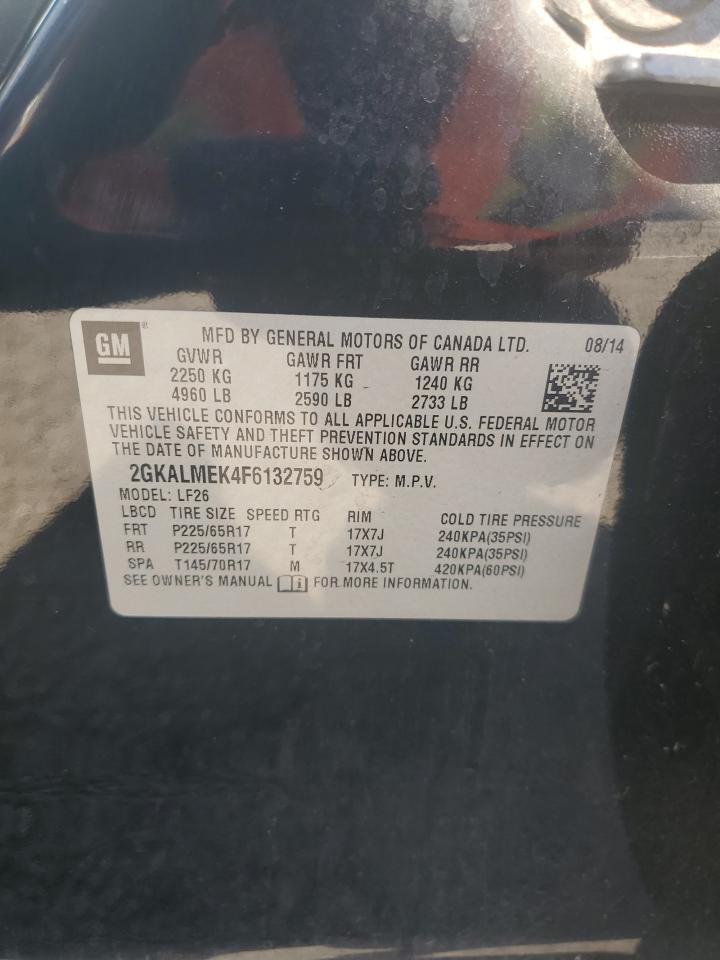 GM® MFD BY GENERAL MOTORS OF CANADA LTD. 08/14
GVWR GAWR FRT GAWR RR
2250 KG 1175 KG 1240 KG
4960 LB 2590 LB 2733 LB
THIS VEHICLE CONFORMS TO ALL APPLICABLE U.S. FEDERAL MOTOR
VEHICLE SAFETY AND THEFT PREVENTION STANDARDS IN EFFECT ON
THE DATE OF MANUFACTURE SHOWN ABOVE.
2GKALMEK4F6132759 TYPE: M.P.V.
MODEL: LF26
LBCD TIRE SIZE SPEED RTG RIM COLD TIRE PRESSURE
FRT P225/65R17 T 17X7J 240KPA(35PSI)
RR P225/65R17 T 17X7J 240KPA(35PSI)
SPA T145/70R17 M 17X4.5T 420KPA(60PSI)
SEE OWNER'S MANUAL i FOR MORE INFORMATION.